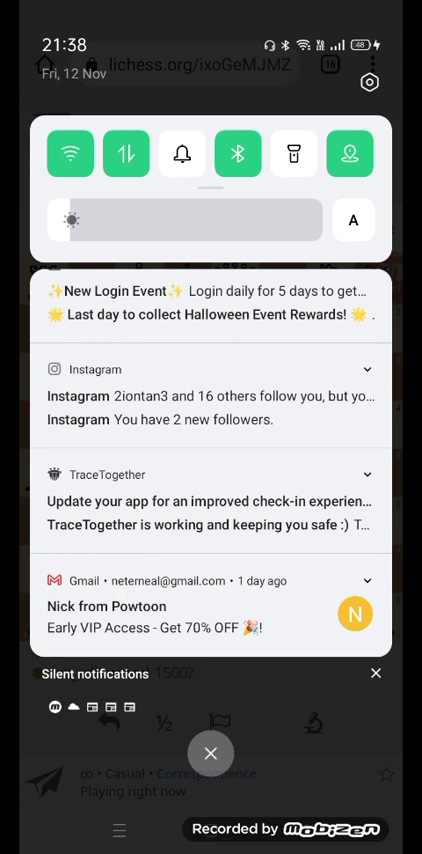 21:38
48
lichess.org/ixoGeMJMZ
16
Fri, 12 Nov
A
✨New Login Event✨ Login daily for 5 days to get…
🌟 Last day to collect Halloween Event Rewards! 🌟 .
Instagram
Instagram 2iontan3 and 16 others follow you, but yo…
Instagram You have 2 new followers.
TraceTogether
Update your app for an improved check-in experien…
TraceTogether is working and keeping you safe :) T…
Gmail • neterneal@gmail.com • 1 day ago
Nick from Powtoon
N
Early VIP Access - Get 70% OFF 🎉!
Silent notifications
1500?
½
∞ • Casual • Correspondence
Playing right now
Recorded by Mobizen